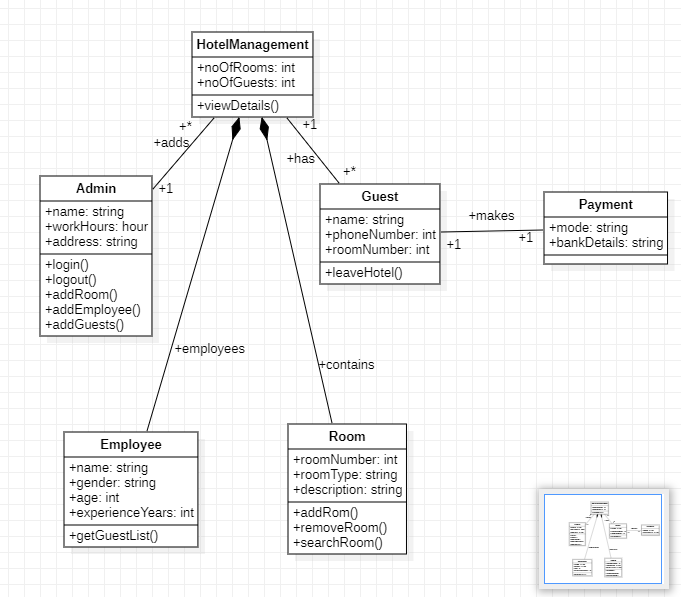 HotelManagement
+noOfRooms: int
+noOfGuests: int
+viewDetails()
+*
+1
+adds
+has
+*
+1
Admin
+name: string
+workHours: hour
+address: string
+login()
+logout()
+addRoom()
+addEmployee()
+addGuests()
Guest
+name: string
+phoneNumber: int
+roomNumber: int
+leaveHotel()
+makes
+1
+1
Payment
+mode: string
+bankDetails: string
+employees
+contains
Employee
+name: string
+gender: string
+age: int
+experienceYears: int
+getGuestList()
Room
+roomNumber: int
+roomType: string
+description: string
+addRom()
+removeRoom()
+searchRoom()